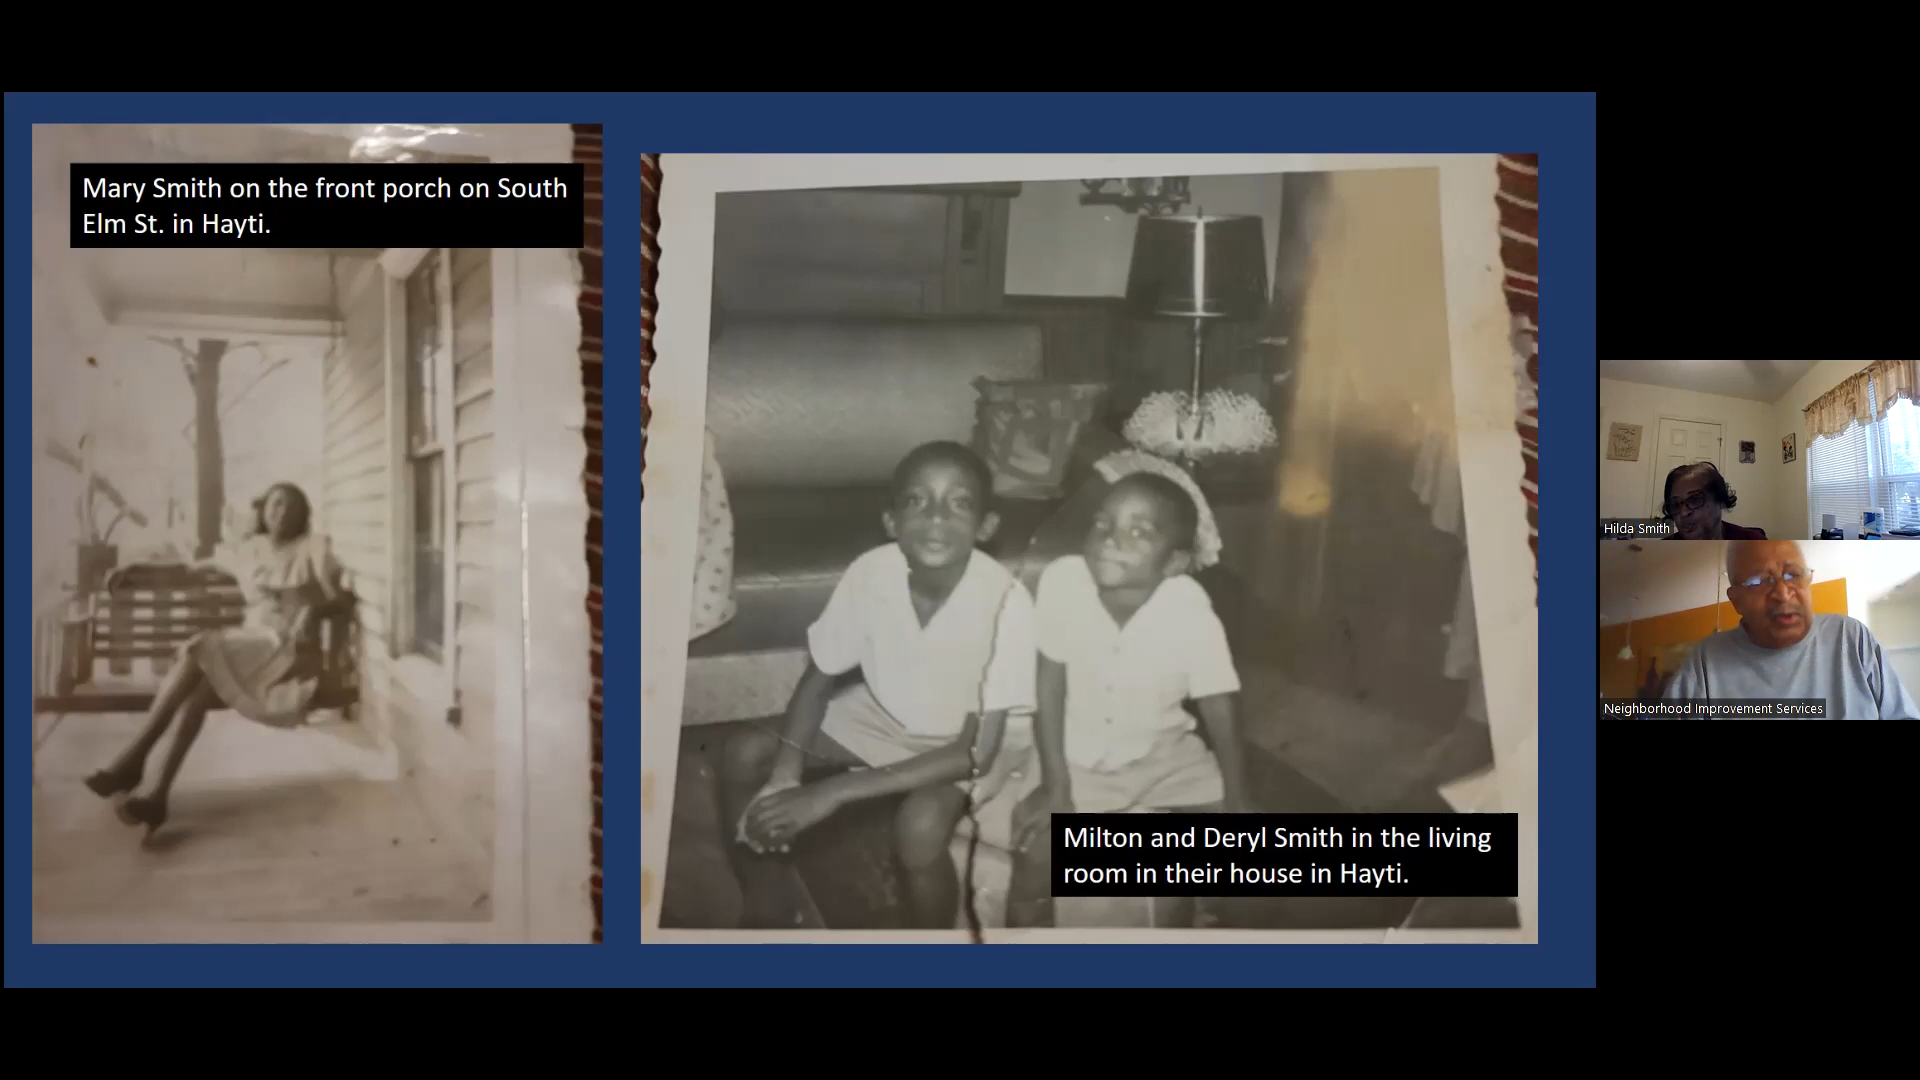 Mary Smith on the front porch on South
Elm St. in Hayti.
Milton and Deryl Smith in the living
room in their house in Hayti.
Hilda Smith
Neighborhood Improvement Services